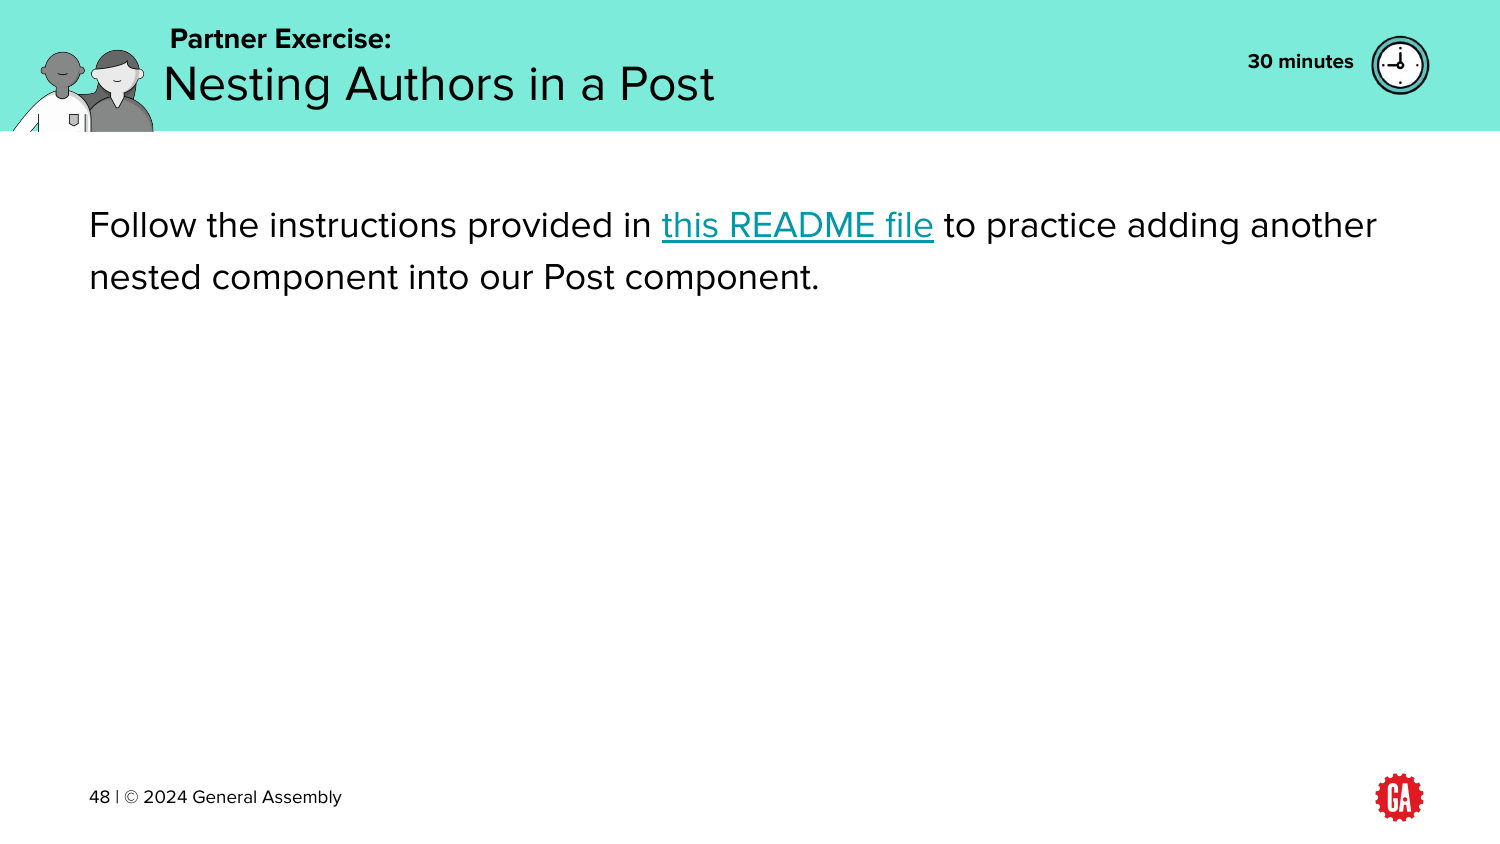 Partner Exercise:
Nesting Authors in a Post
30 minutes
Follow the instructions provided in this README file to practice adding another
nested component into our Post component.
48 | © 2024 General Assembly
GA